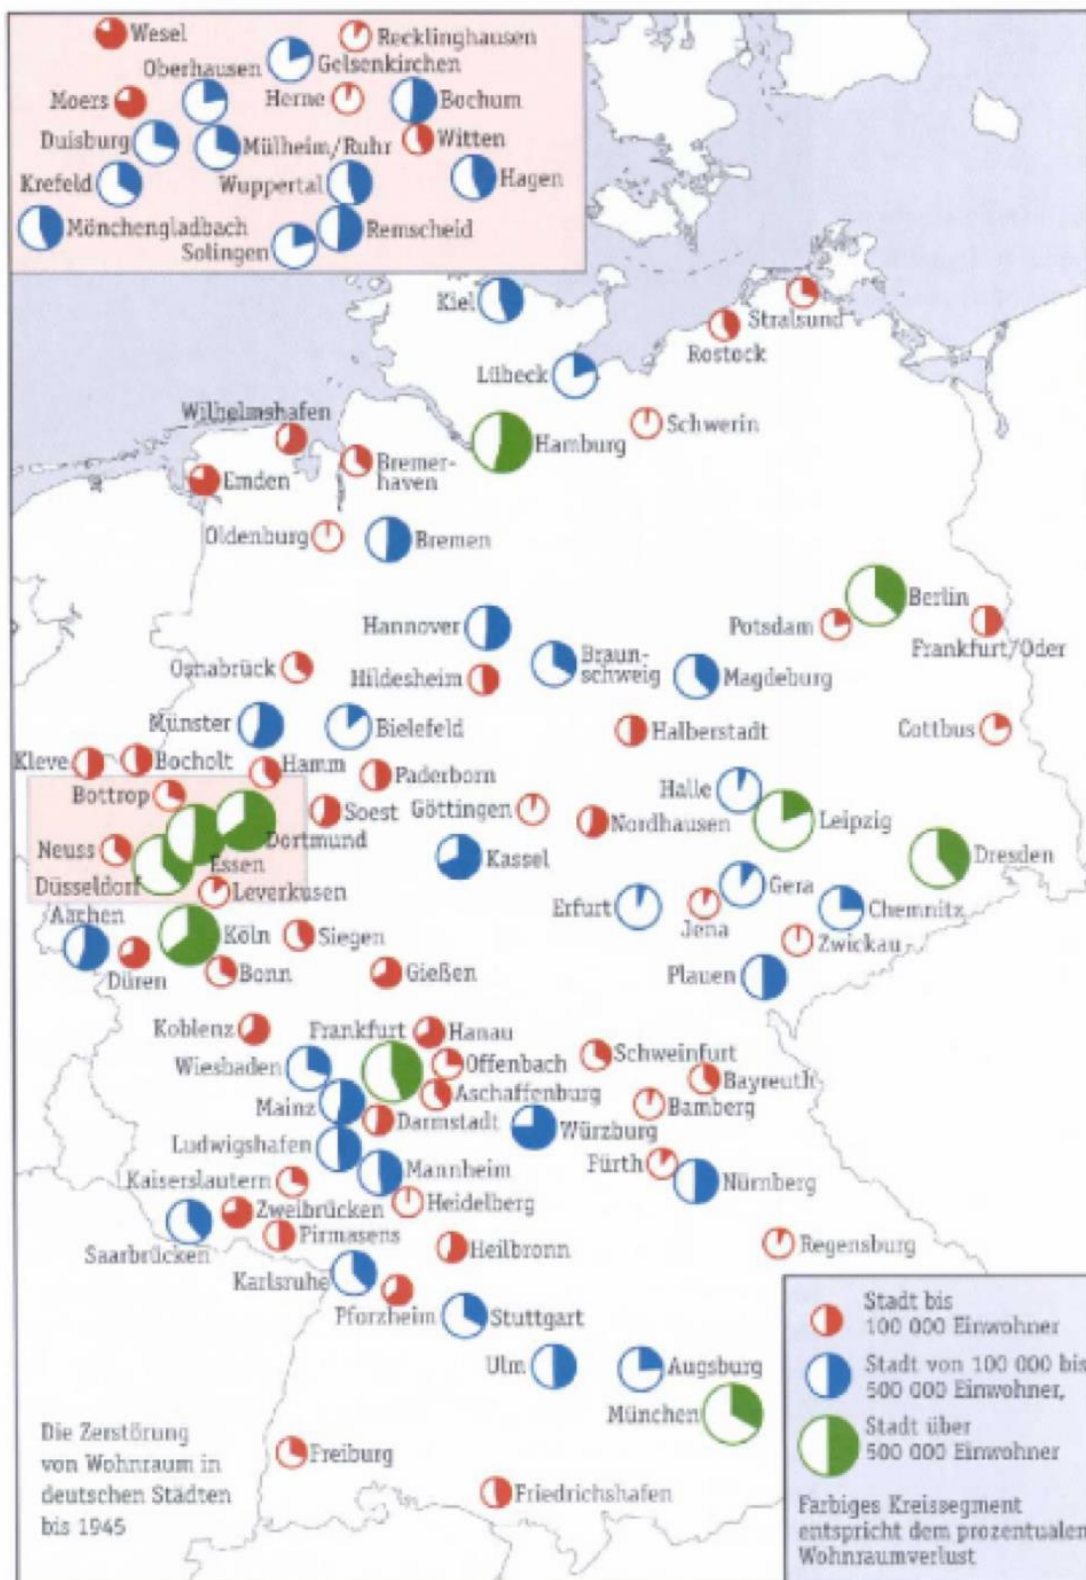 Wesel
Recklinghausen
Oberhausen
Gelsenkirchen
Moers
Herne
Bochum
Duisburg
Mülheim/Ruhr
Witten
Krefeld
Wuppertal
Hagen
Mönchengladbach
Remscheid
Solingen
Kiel
Stralsund
Rostock
Lübeck
Wilhelmshafen
Schwerin
Hamburg
Bremer-
haven
Emden
Oldenburg
Bremen
Berlin
Hannover
Potsdam
Frankfurt/Oder
Osnabrück
Hildesheim
Braun-
schweig
Magdeburg
Münster
Bielefeld
Halberstadt
Cottbus
Kleve
Bocholt
Hamm
Paderborn
Bottrop
Soest
Göttingen
Halle
Nordhausen
Leipzig
Dortmund
Neuss
Essen
Kassel
Dresden
Düsseldorf
Leverkusen
Gera
Aachen
Erfurt
Jena
Chemnitz
Köln
Siegen
Zwickau
Düren
Bonn
Gießen
Plauen
Koblenz
Frankfurt
Hanau
Wiesbaden
Offenbach
Schweinfurt
Bayreuth
Mainz
Aschaffenburg
Bamberg
Darmstadt
Würzburg
Ludwigshafen
Mannheim
Fürth
Nürnberg
Kaiserslautern
Zweibrücken
Heidelberg
Pirmasens
Saarbrücken
Heilbronn
Regensburg
Karlsruhe
Pforzheim
Stuttgart
Ulm
Augsburg
München
Freiburg
Friedrichshafen
Die Zerstörung
von Wohnraum in
deutschen Städten
bis 1945
Stadt bis
100 000 Einwohner
Stadt von 100 000 bis
500 000 Einwohner,
Stadt über
500 000 Einwohner
Farbiges Kreissegment
entspricht dem prozentualen
Wohnraumverlust